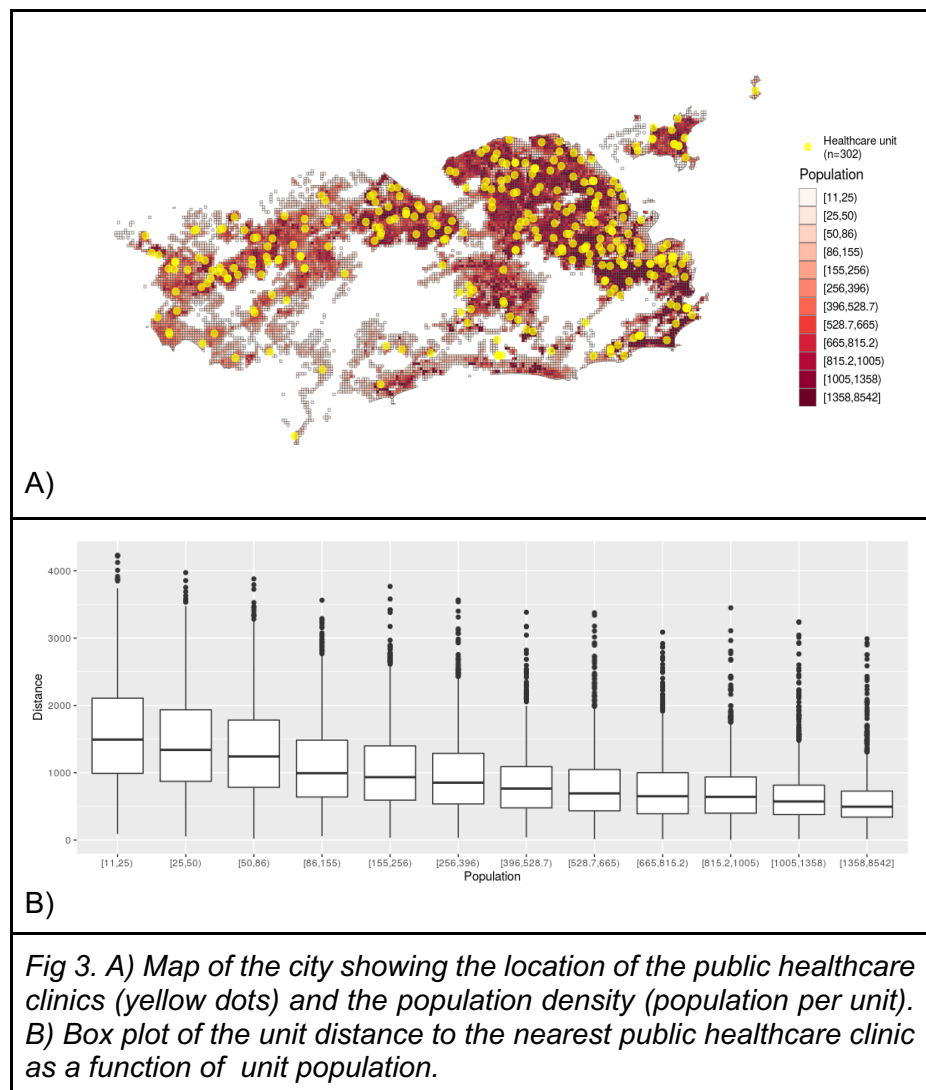 Healthcare unit
(n=302)
Population
[11,25)
[25,50)
[50,86)
[86,155)
[155,256)
[256,396)
[396,528.7)
[528.7,665)
[665,815.2)
[815.2,1005)
[1005,1358)
[1358,8542]
A)
4000
3000
2000
1000
0
Distance
[11,25) [25,50) [50,86) [86,155) [155,256) [256,396) [396,528.7) [528.7,665) [665,815.2) [815.2,1005) [1005,1358) [1358,8542]
Population
B)
Fig 3. A) Map of the city showing the location of the public healthcare
clinics (yellow dots) and the population density (population per unit).
B) Box plot of the unit distance to the nearest public healthcare clinic
as a function of unit population.